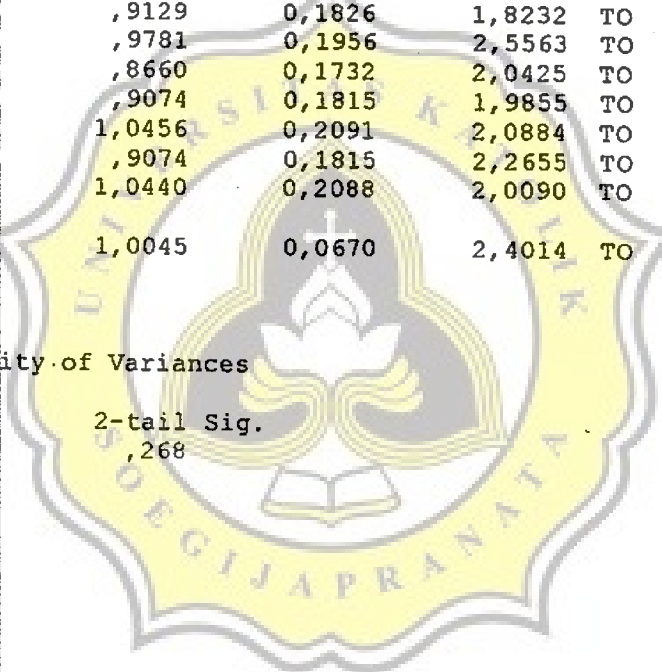 ,9129 0,1826 1,8232 TO
,9781 0,1956 2,5563 TO
,8660 0,1732 2,0425 TO
,9074 0,1815 1,9855 TO
1,0456 0,2091 2,0884 TO
,9074 0,1815 2,2655 TO
1,0440 0,2088 2,0090 TO
1,0045 0,0670 2,4014 TO
ity of Variances
2-tail Sig.
,268
UNIVERSITAS KATOLIK
SOEGIJAPRANATA